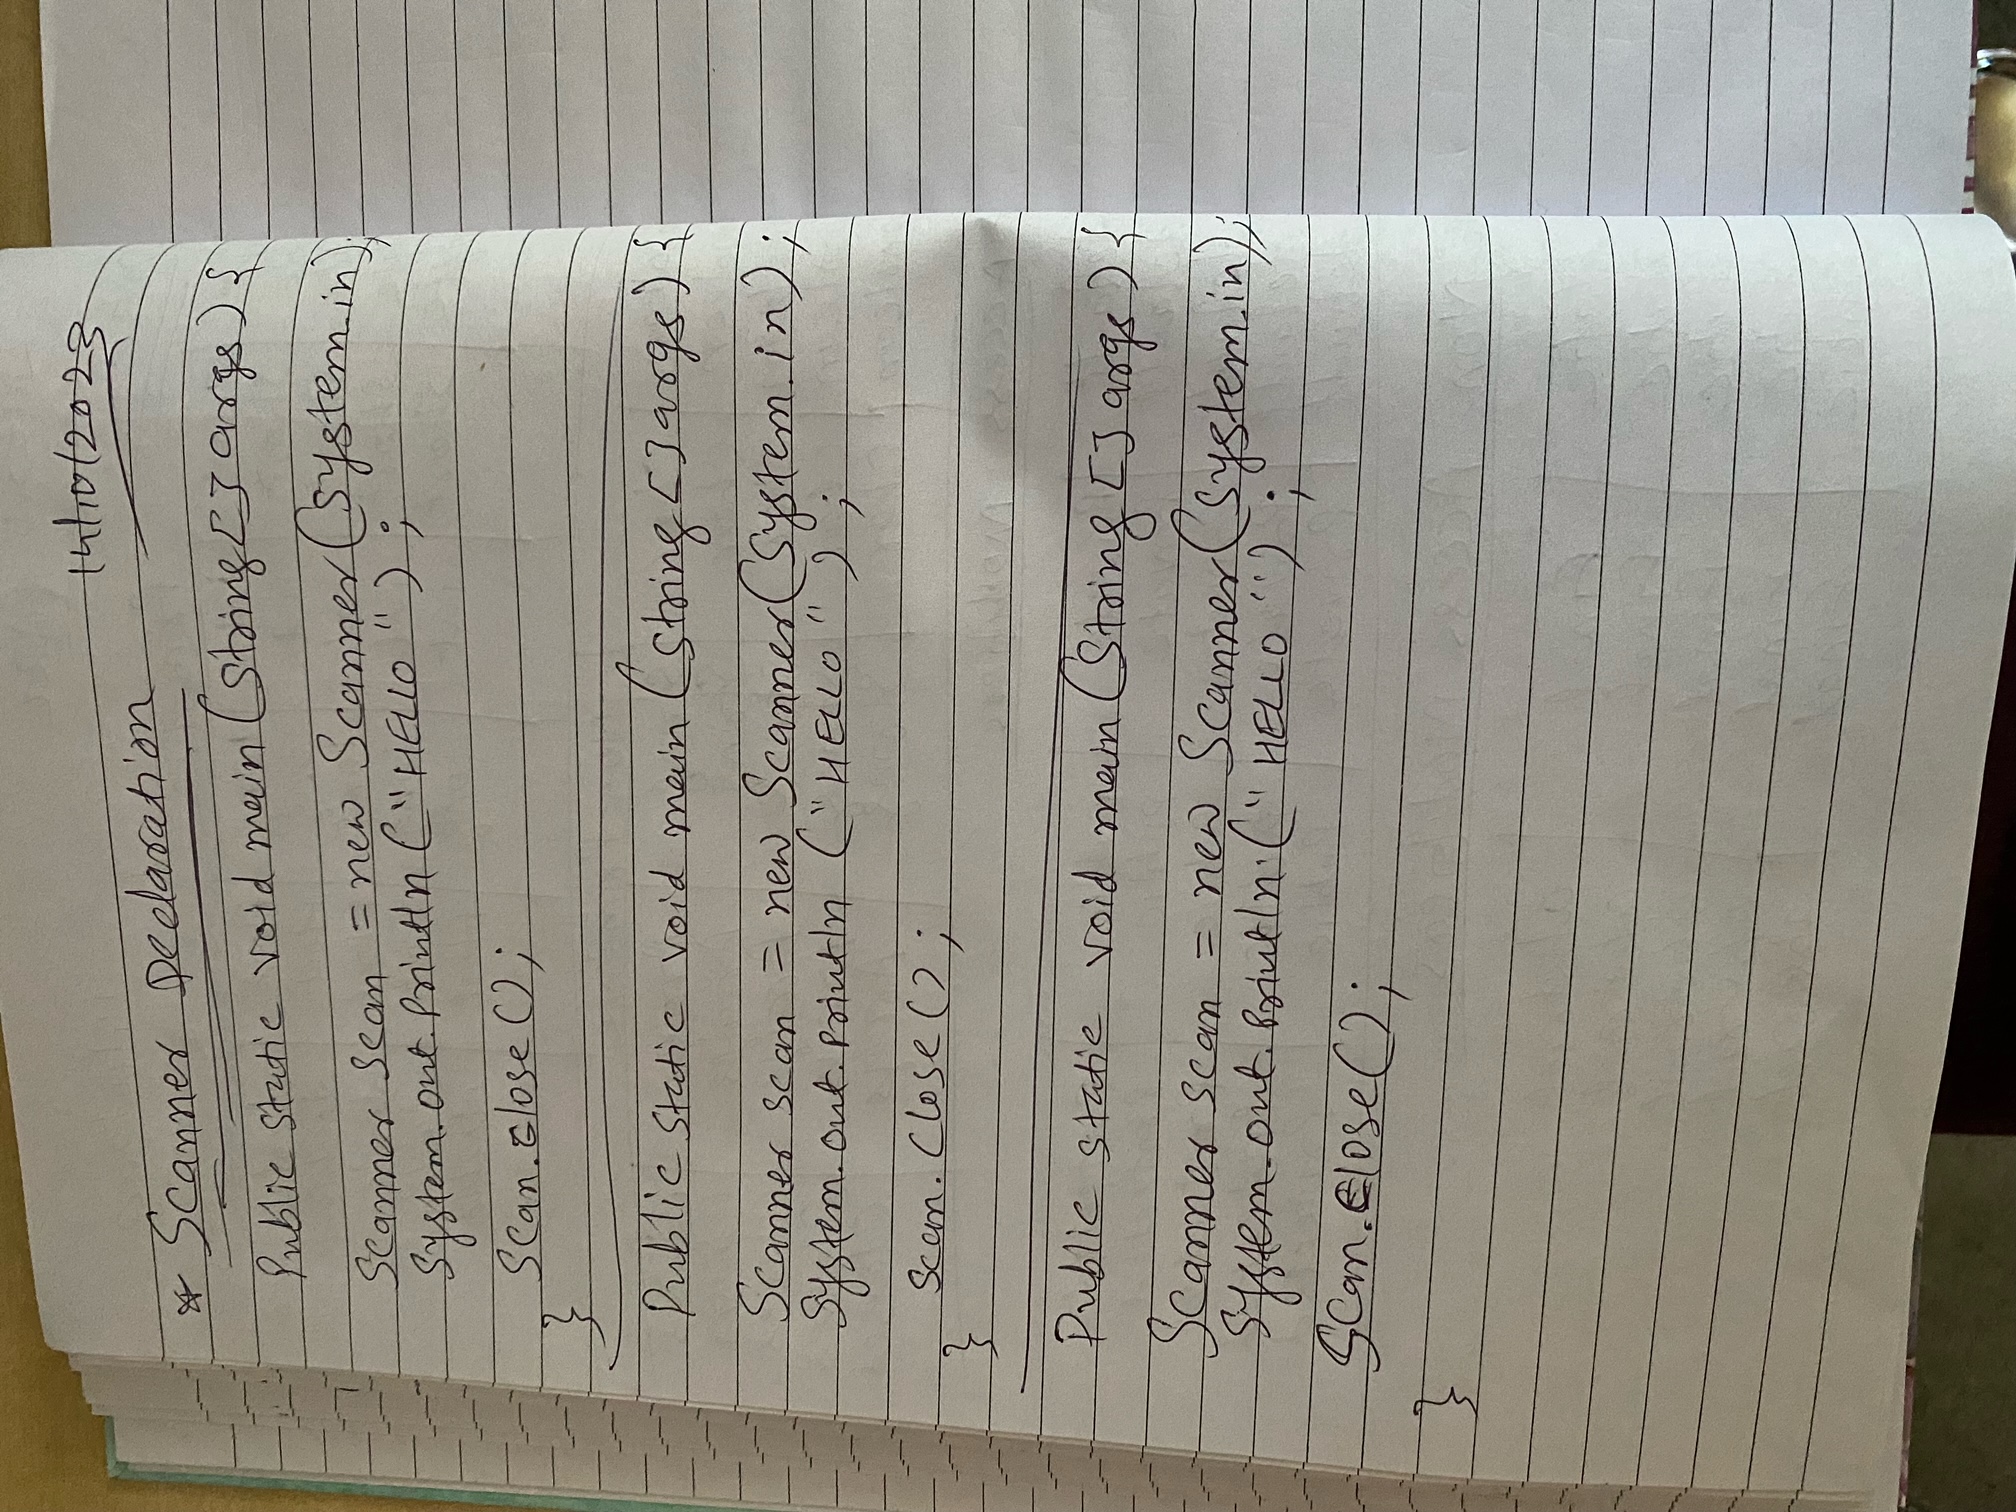 14/10/2023
* Scanner Declaration
Public static void main (String [] args) {
Scanner scan = new Scanner (System.in);
System.out.println ("HELLO");
Scan.close ();
}
Public static void main (String [] args) {
Scanner scan = new Scanner (System.in);
System.out.println ("HELLO");
scan.close ();
}
Public static void main (String [] args) {
Scanner scan = new Scanner (System.in);
System.out.println. ("HELLO");
Scan.close();
}